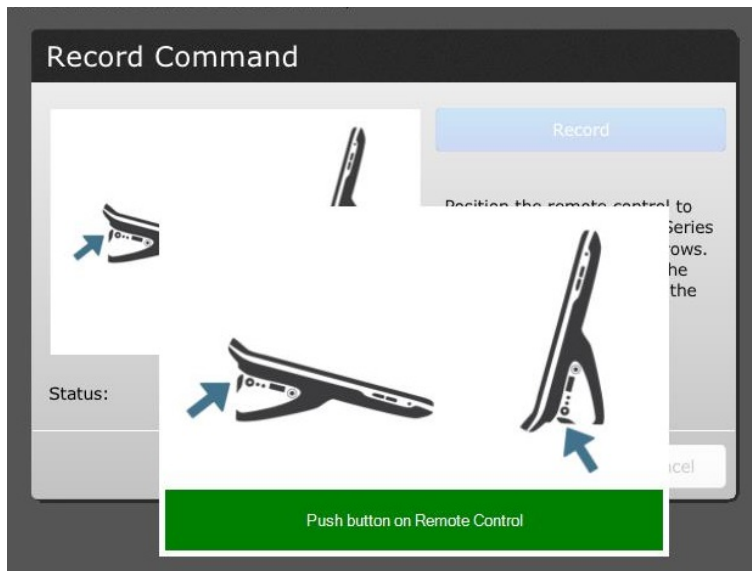 Record Command
Record
Position the remote control to
Series
rows.
he
the
Status:
cel
Push button on Remote Control